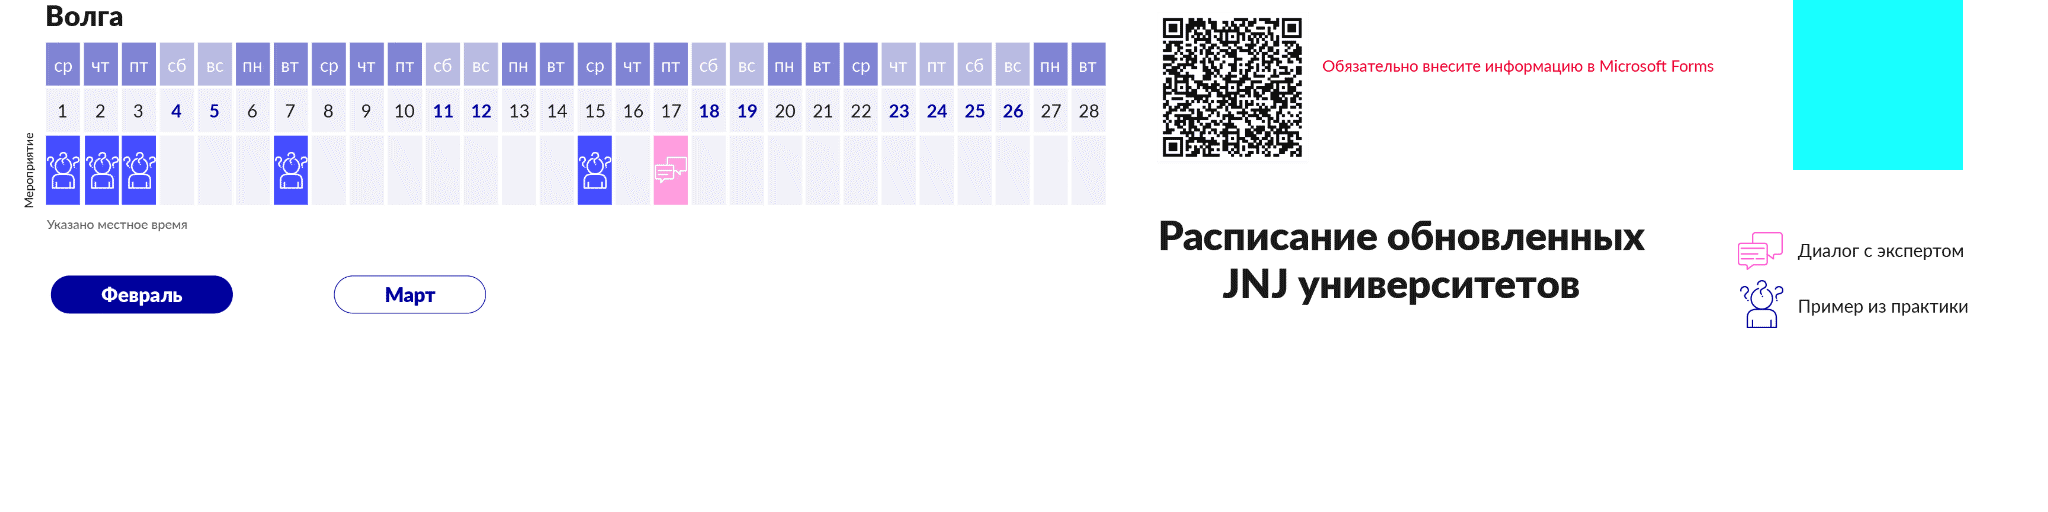 Волга
ср чт пт сб вс пн вт ср чт пт сб вс пн вт ср чт пт сб вс пн вт ср чт пт сб вс пн вт
1 2 3 4 5 6 7 8 9 10 11 12 13 14 15 16 17 18 19 20 21 22 23 24 25 26 27 28
Мероприятие
Указано местное время
Февраль
Март
Обязательно внесите информацию в Microsoft Forms
Расписание обновленных
JNJ университетов
Диалог с экспертом
Пример из практики